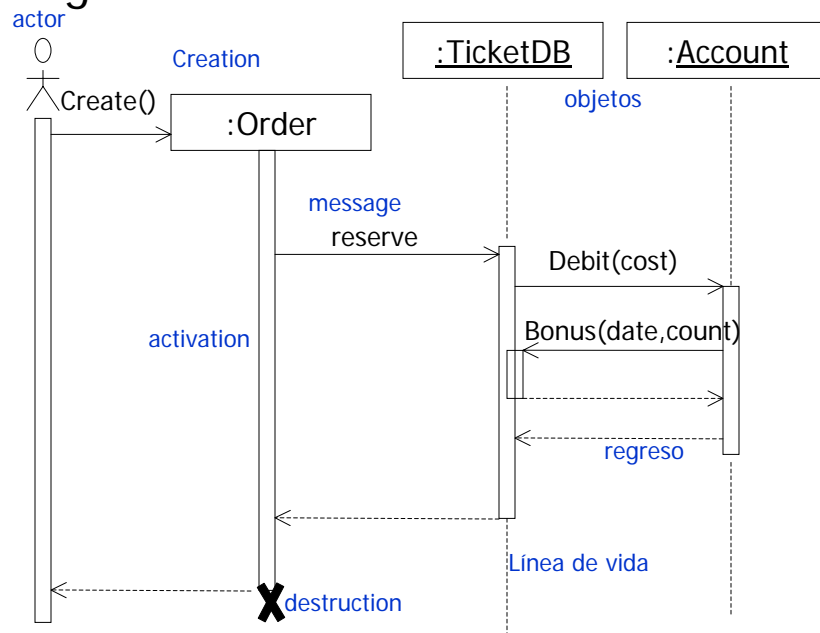 actor
Creation
:TicketDB
:Account
Create()
objetos
:Order
message
reserve
Debit(cost)
activation
Bonus(date,count)
regreso
Línea de vida
destruction